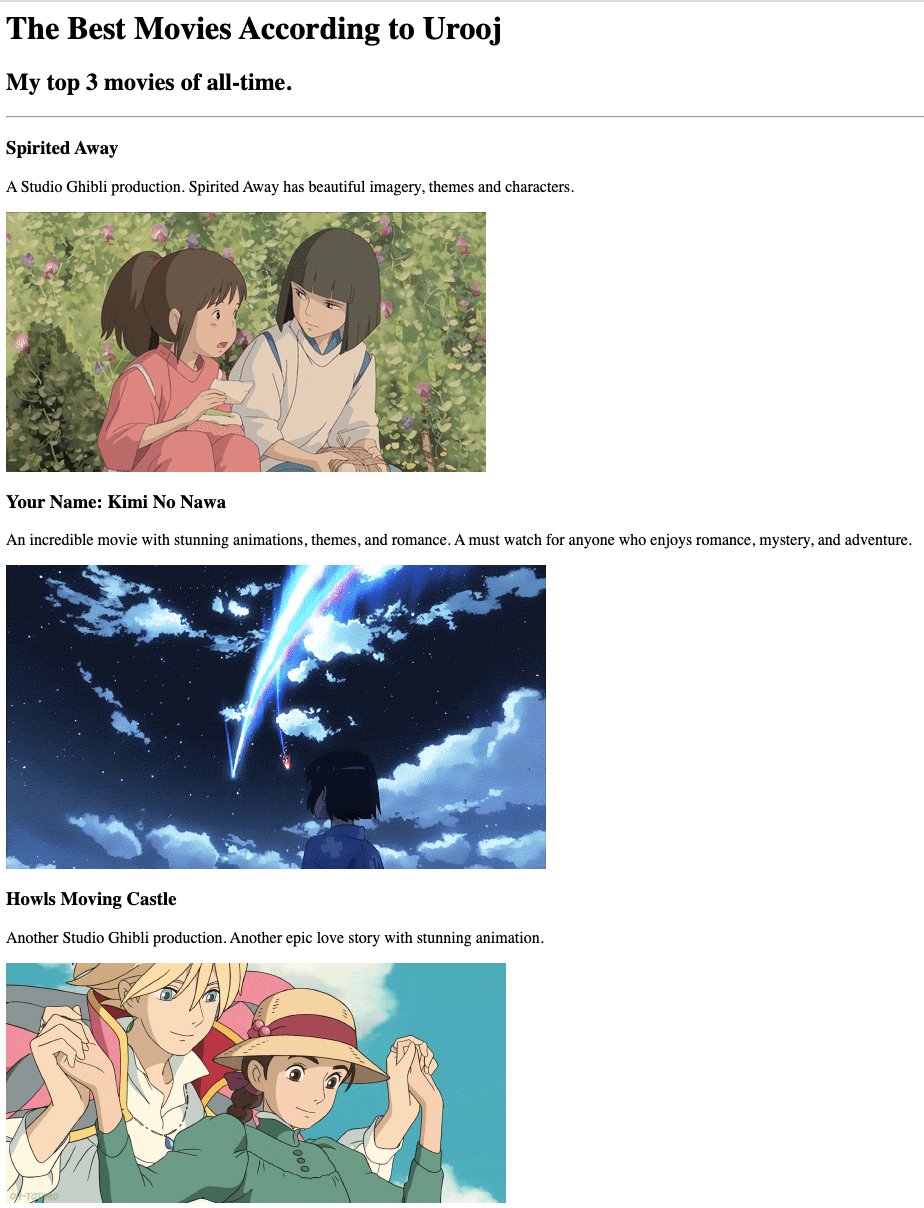 The Best Movies According to Urooj
My top 3 movies of all-time.
Spirited Away
A Studio Ghibli production. Spirited Away has beautiful imagery, themes and characters.
Your Name: Kimi No Nawa
An incredible movie with stunning animations, themes, and romance. A must watch for anyone who enjoys romance, mystery, and adventure.
Howls Moving Castle
Another Studio Ghibli production. Another epic love story with stunning animation.